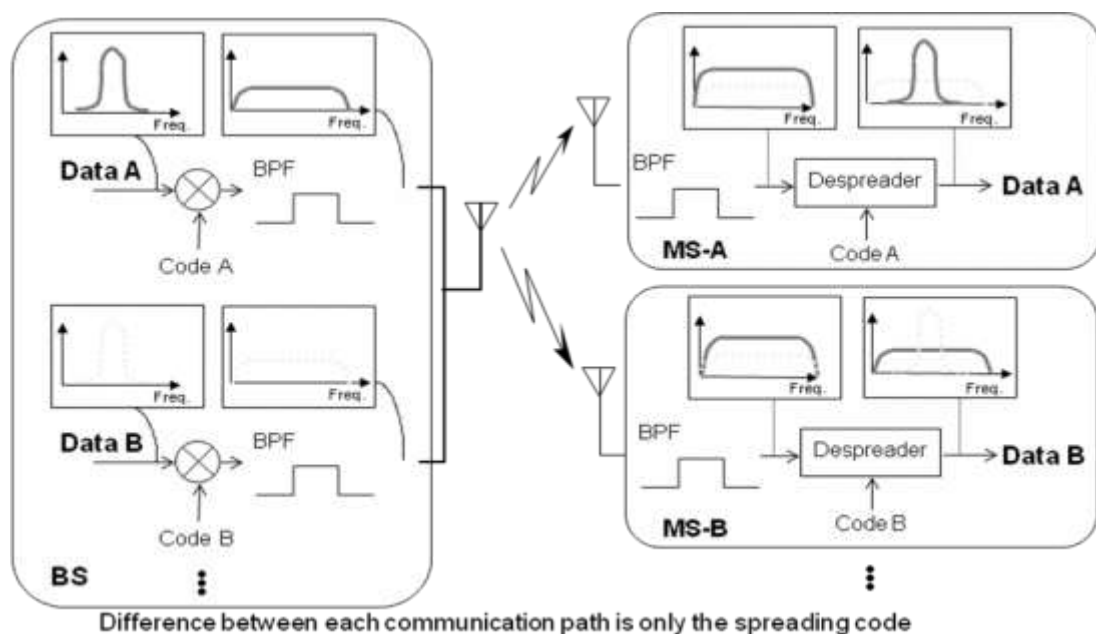 Freq.
Freq.
Data A
BPF
Code A
Freq.
Freq.
Data B
BPF
Code B
BS
Freq.
Freq.
BPF
Despreader
Data A
Code A
MS-A
Freq.
Freq.
BPF
Despreader
Data B
Code B
MS-B
Difference between each communication path is only the spreading code